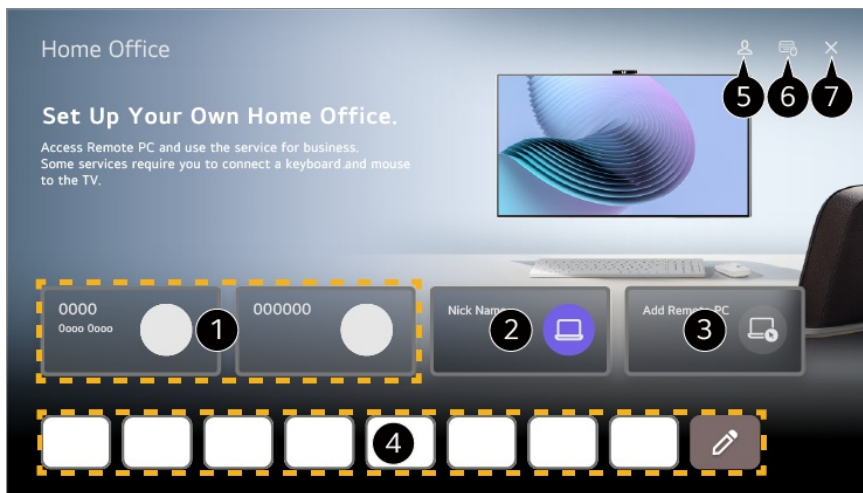 Home Office
5 6 7
Set Up Your Own Home Office.
Access Remote PC and use the service for business.
Some services require you to connect a keyboard and mouse
to the TV.
0000
0ooo 0ooo
1
000000
Nick Name
2
Add Remote PC
3
4